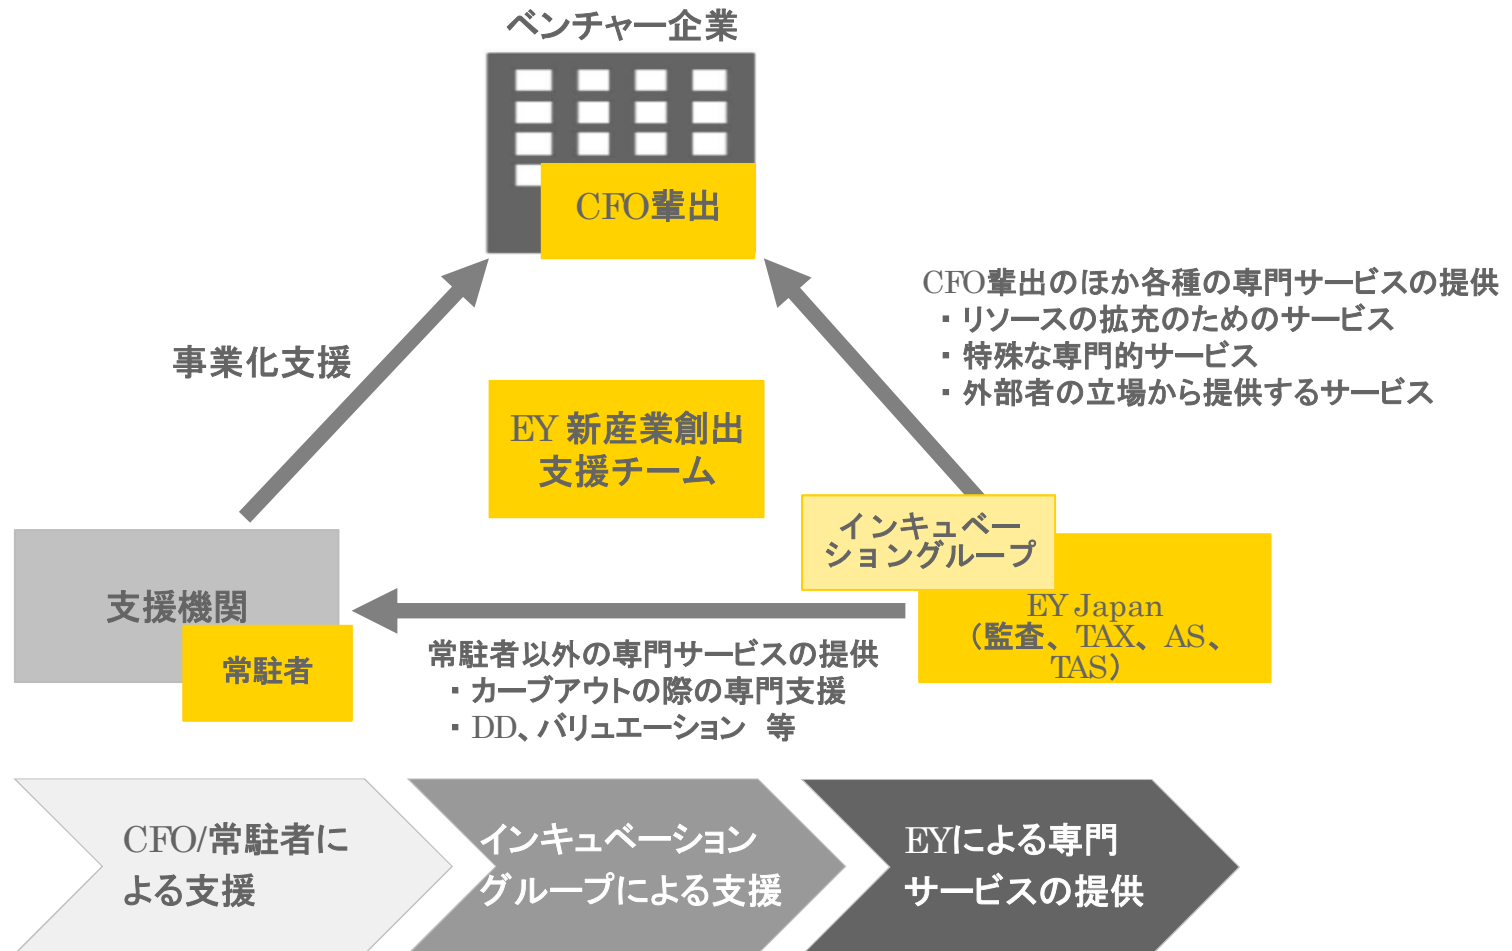 ベンチャー企業
CFO輩出
CFO輩出のほか各種の専門サービスの提供
・リソースの拡充のためのサービス
・特殊な専門的サービス
・外部者の立場から提供するサービス
事業化支援
EY 新産業創出
支援チーム
インキュベー
ショングループ
支援機関
常駐者
EY Japan
（監査、TAX、AS、
TAS）
常駐者以外の専門サービスの提供
・カーブアウトの際の専門支援
・DD、バリュエーション 等
CFO/常駐者に
よる支援
インキュベーション
グループによる支援
EYによる専門
サービスの提供